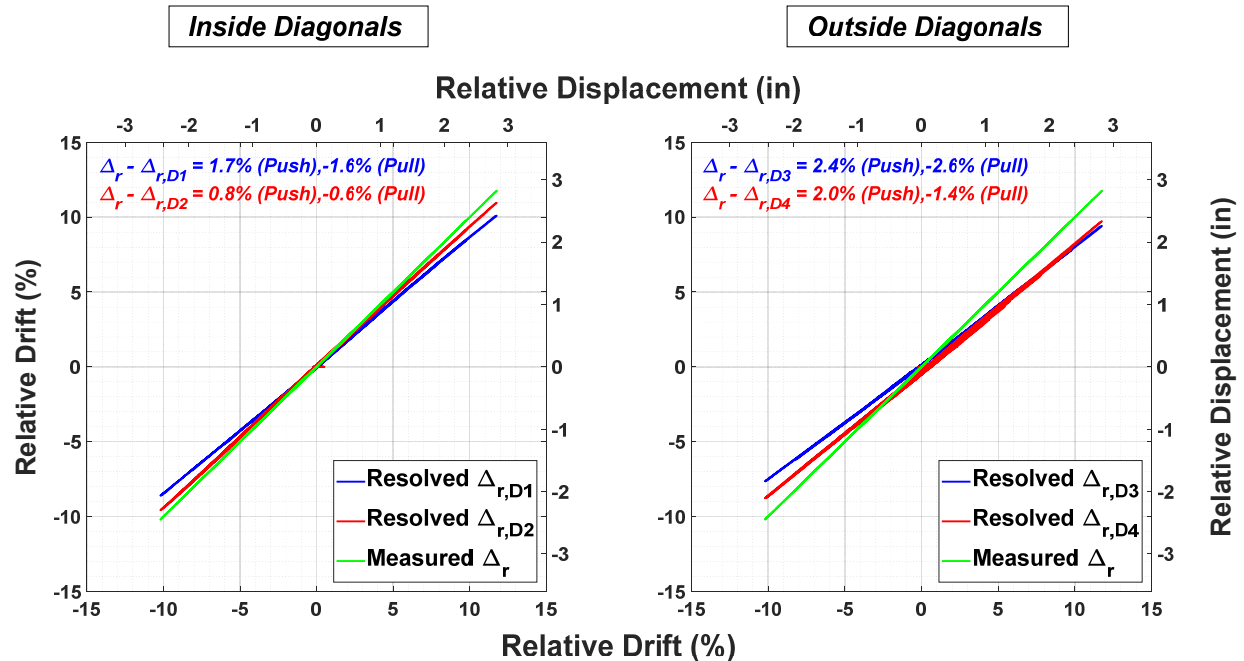 Inside Diagonals
Outside Diagonals
Relative Displacement (in)
-3 -2 -1 0 1 2 3
-3 -2 -1 0 1 2 3
Δr - Δr,D1 = 1.7% (Push),-1.6% (Pull)
Δr - Δr,D2 = 0.8% (Push),-0.6% (Pull)
15
10
5
0
-5
-10
-15
Relative Drift (%)
3
2
1
0
-1
-2
-3
Resolved Δr,D1
Resolved Δr,D2
Measured Δr
-15 -10 -5 0 5 10 15
Δr - Δr,D3 = 2.4% (Push),-2.6% (Pull)
Δr - Δr,D4 = 2.0% (Push),-1.4% (Pull)
15
10
5
0
-5
-10
-15
3
2
1
0
-1
-2
-3
Relative Displacement (in)
Resolved Δr,D3
Resolved Δr,D4
Measured Δr
-15 -10 -5 0 5 10 15
Relative Drift (%)